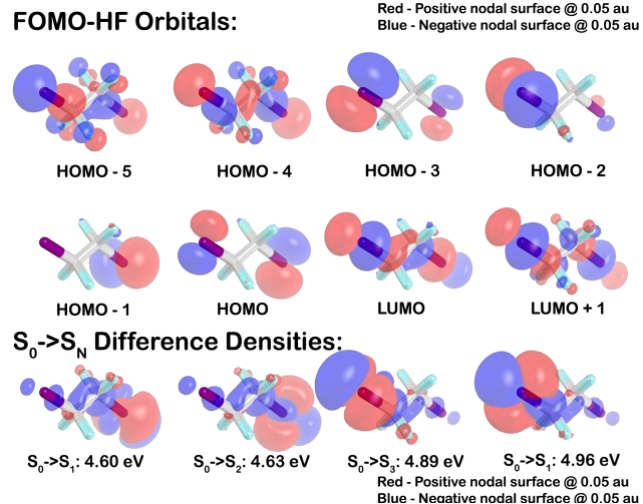 FOMO-HF Orbitals:
Red - Positive nodal surface @ 0.05 au
Blue - Negative nodal surface @ 0.05 au
HOMO - 5 HOMO - 4 HOMO - 3 HOMO - 2
HOMO - 1 HOMO LUMO LUMO + 1
S0->SN Difference Densities:
S0->S1: 4.60 eV S0->S2: 4.63 eV S0->S3: 4.89 eV S0->S1: 4.96 eV
Red - Positive nodal surface @ 0.05 au
Blue - Negative nodal surface @ 0.05 au